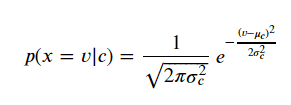 p(x = v|c) = \frac{1}{\sqrt{2\pi\sigma_c^2}} e^{-\frac{(v-\mu_c)^2}{2\sigma_c^2}}